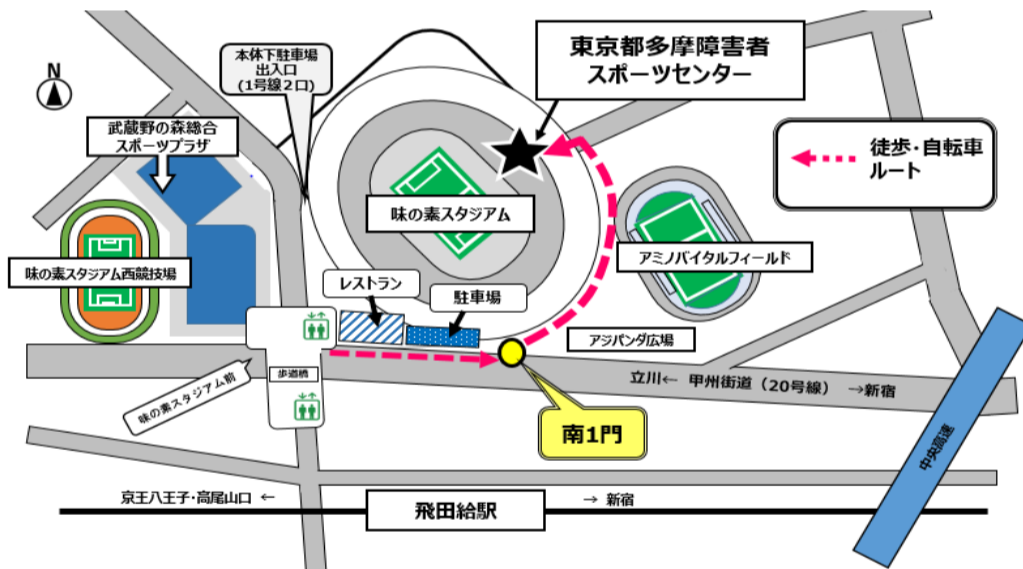 N
本体下駐車場
出入口
(1号線2口)
東京都多摩障害者
スポーツセンター
武蔵野の森総合
スポーツプラザ
徒歩・自転車
ルート
味の素スタジアム
味の素スタジアム西競技場
アミノバイタルフィールド
レストラン
駐車場
アジパンダ広場
歩道橋
味の素スタジアム前
立川← 甲州街道（20号線） →新宿
南1門
中央高速
京王八王子・高尾山口 ←
→ 新宿
飛田給駅